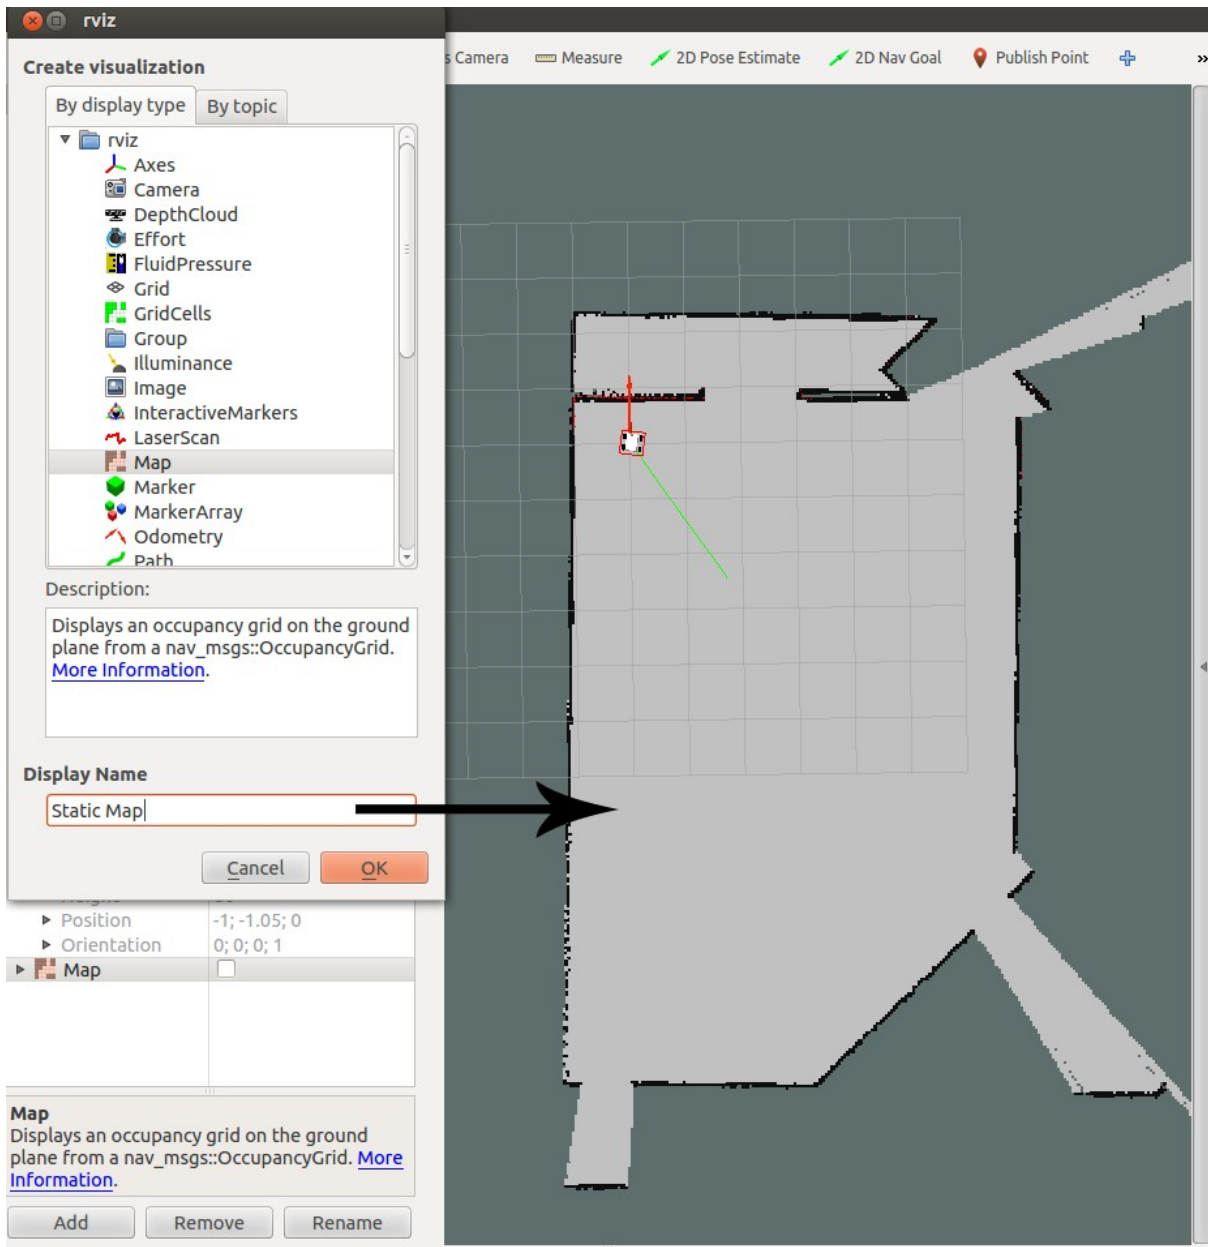 rviz
Create visualization
By display type
By topic
rviz
Axes
Camera
DepthCloud
Effort
FluidPressure
Grid
GridCells
Group
Illuminance
Image
InteractiveMarkers
LaserScan
Map
Marker
MarkerArray
Odometry
Path
Description:
Displays an occupancy grid on the ground
plane from a nav_msgs::OccupancyGrid.
More Information.
Display Name
Static Map
Cancel
OK
s Camera
Measure
2D Pose Estimate
2D Nav Goal
Publish Point
»
Position
-1; -1.05; 0
Orientation
0; 0; 0; 1
Map
Map
Displays an occupancy grid on the ground
plane from a nav_msgs::OccupancyGrid. More
Information.
Add
Remove
Rename